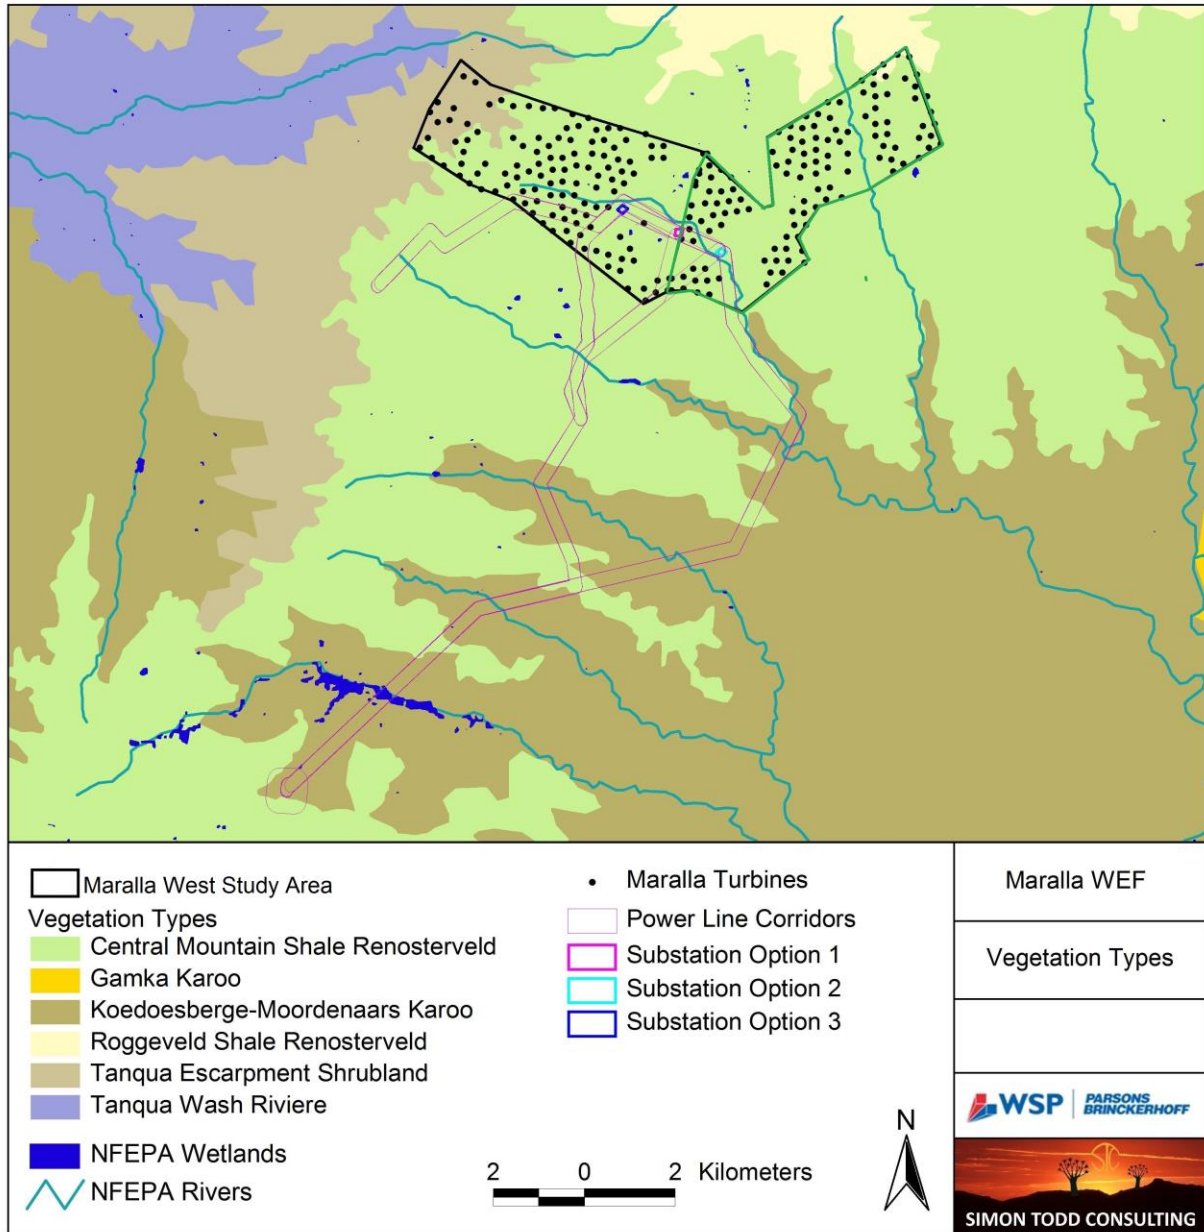 Maralla West Study Area
Vegetation Types
Central Mountain Shale Renosterveld
Gamka Karoo
Koedoesberge-Moordenaars Karoo
Roggeveld Shale Renosterveld
Tanqua Escarpment Shrubland
Tanqua Wash Riviere
NFEPA Wetlands
NFEPA Rivers
Maralla Turbines
Power Line Corridors
Substation Option 1
Substation Option 2
Substation Option 3
2 0 2 Kilometers
N
Maralla WEF
Vegetation Types
WSP | PARSONS
BRINCKERHOFF
SIMON TODD CONSULTING